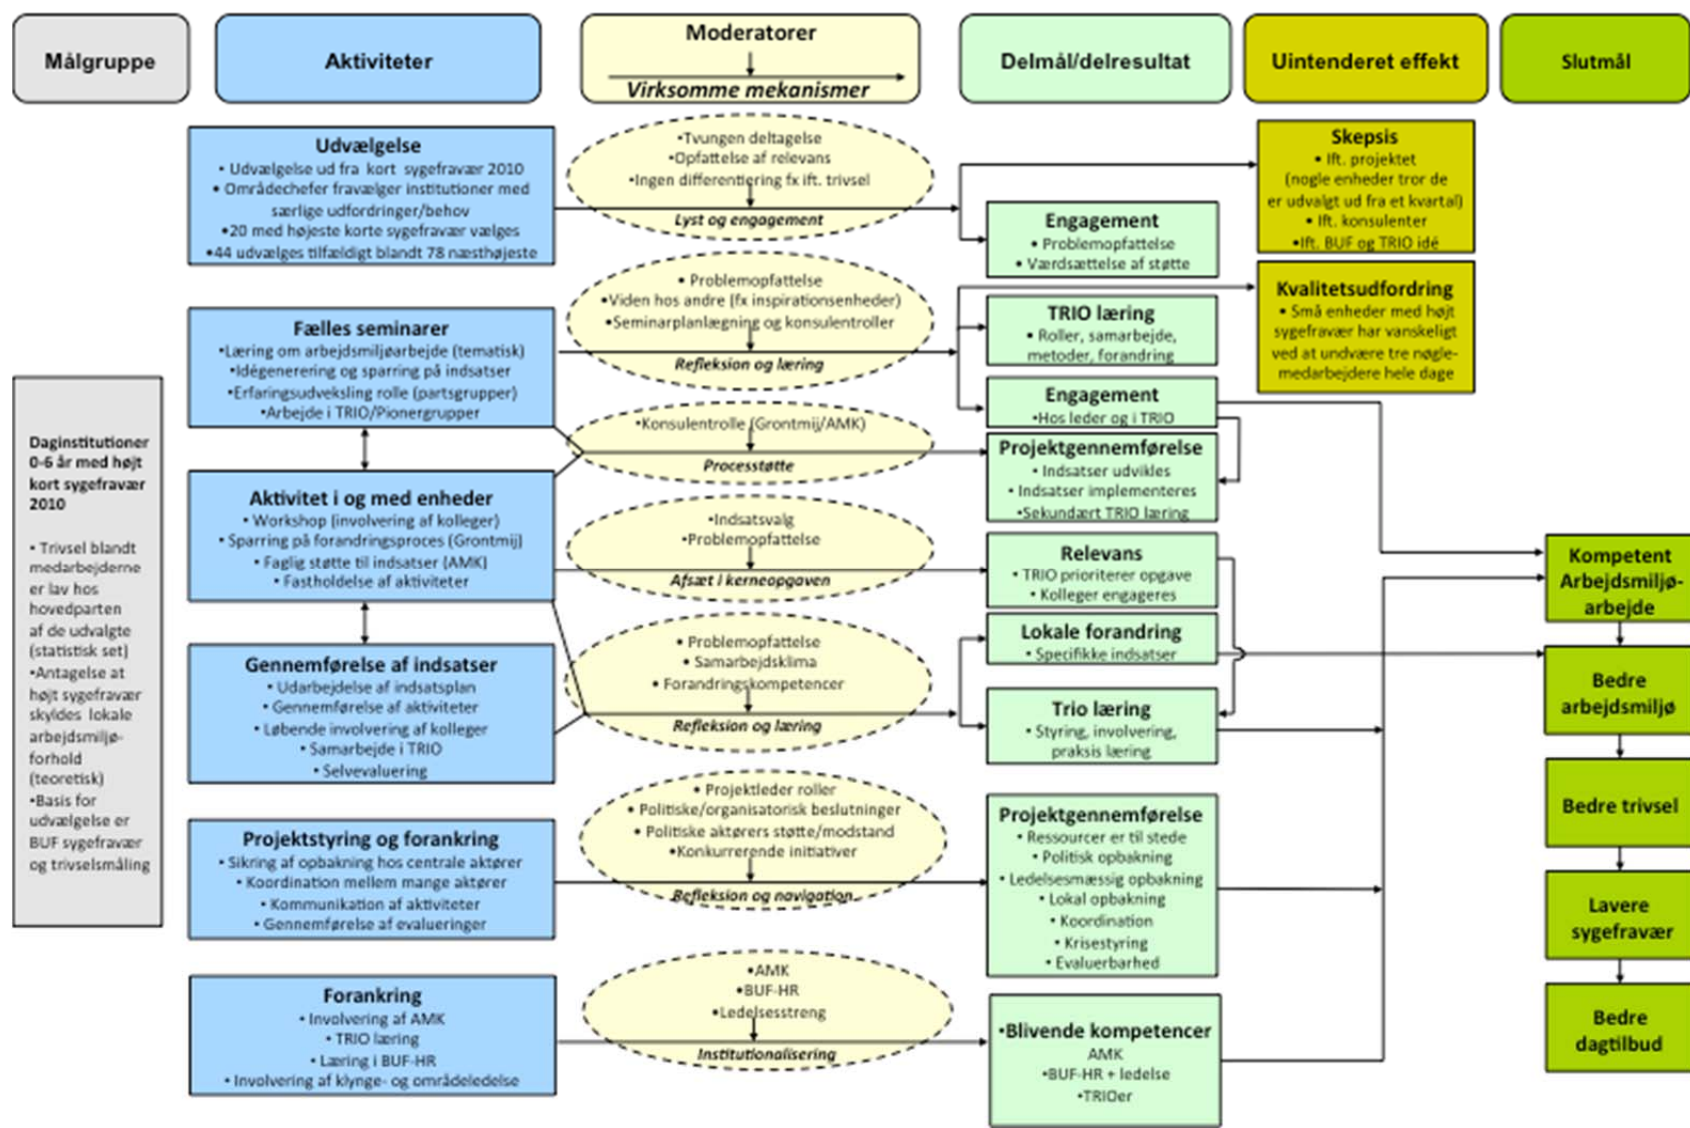 Målgruppe
Aktiviteter
Moderatorer
Virksomme mekanismer
Delmål/delresultat
Uintenderet effekt
Slutmål
Daginstitutioner
0-6 år med højt
kort sygefravær
2010
• Trivsel blandt
medarbejderne
er lav hos
hovedparten
af de udvalgte
(statistisk set)
•Antagelse at
højt sygefravær
skyldes lokale
arbejdsmiljø-
forhold
(teoretisk)
•Basis for
udvælgelse er
BUF sygefravær
og trivselsmåling
Udvælgelse
• Udvælgelse ud fra kort sygefravær 2010
• Områdechefer fravælger institutioner med
særlige udfordringer/behov
•20 med højeste korte sygefravær vælges
•44 udvælges tilfældigt blandt 78 næsthøjeste
Fælles seminarer
•Læring om arbejdsmiljøarbejde (tematisk)
•Idégenerering og sparring på indsatser
•Erfaringsudveksling rolle (partsgrupper)
•Arbejde i TRIO/Pionergrupper
Aktivitet i og med enheder
• Workshop (involvering af kolleger)
• Sparring på forandringsproces (Grontmij)
• Faglig støtte til indsatser (AMK)
• Fastholdelse af aktiviteter
Gennemførelse af indsatser
• Udarbejdelse af indsatsplan
• Gennemførelse af aktiviteter
• Løbende involvering af kolleger
• Samarbejde i TRIO
• Selvevaluering
Projektstyring og forankring
• Sikring af opbakning hos centrale aktører
• Koordination mellem mange aktører
• Kommunikation af aktiviteter
• Gennemførelse af evalueringer
Forankring
• Involvering af AMK
• TRIO læring
• Læring i BUF-HR
• Involvering af klynge- og områdeledelse
•Tvungen deltagelse
•Opfattelse af relevans
•Ingen differentiering fx ift. trivsel
Lyst og engagement
• Problemopfattelse
•Viden hos andre (fx inspirationsenheder)
•Seminarplanlægning og konsulentroller
Refleksion og læring
•Konsulentrolle (Grontmij/AMK)
Processtøtte
•Indsatsvalg
•Problemopfattelse
Afsæt i kerneopgaven
• Problemopfattelse
• Samarbejdsklima
• Forandringskompetencer
Refleksion og læring
• Projektleder roller
• Politiske/organisatorisk beslutninger
• Politiske aktørers støtte/modstand
•Konkurrerende initiativer
Refleksion og navigation
•AMK
•BUF-HR
•Ledelsesstreng
Institutionalisering
Engagement
• Problemopfattelse
• Værdsættelse af støtte
TRIO læring
• Roller, samarbejde,
metoder, forandring
Engagement
•Hos leder og i TRIO
Projektgennemførelse
• Indsatser udvikles
• Indsatser implementeres
•Sekundært TRIO læring
Relevans
• TRIO prioriterer opgave
• Kolleger engageres
Lokale forandring
• Specifikke indsatser
Trio læring
• Styring, involvering,
praksis læring
Projektgennemførelse
• Ressourcer er til stede
• Politisk opbakning
• Ledelsesmæssig opbakning
• Lokal opbakning
• Koordination
• Krisestyring
• Evaluerbarhed
•Blivende kompetencer
AMK
•BUF-HR + ledelse
•TRIOer
Skepsis
• Ift. projektet
(nogle enheder tror de
er udvalgt ud fra et kvartal)
• Ift. konsulenter
•Ift. BUF og TRIO idé
Kvalitetsudfordring
• Små enheder med højt
sygefravær har vanskeligt
ved at undvære tre nøgle-
medarbejdere hele dage
Kompetent
Arbejdsmiljø-
arbejde
Bedre
arbejdsmiljø
Bedre trivsel
Lavere
sygefravær
Bedre
dagtilbud